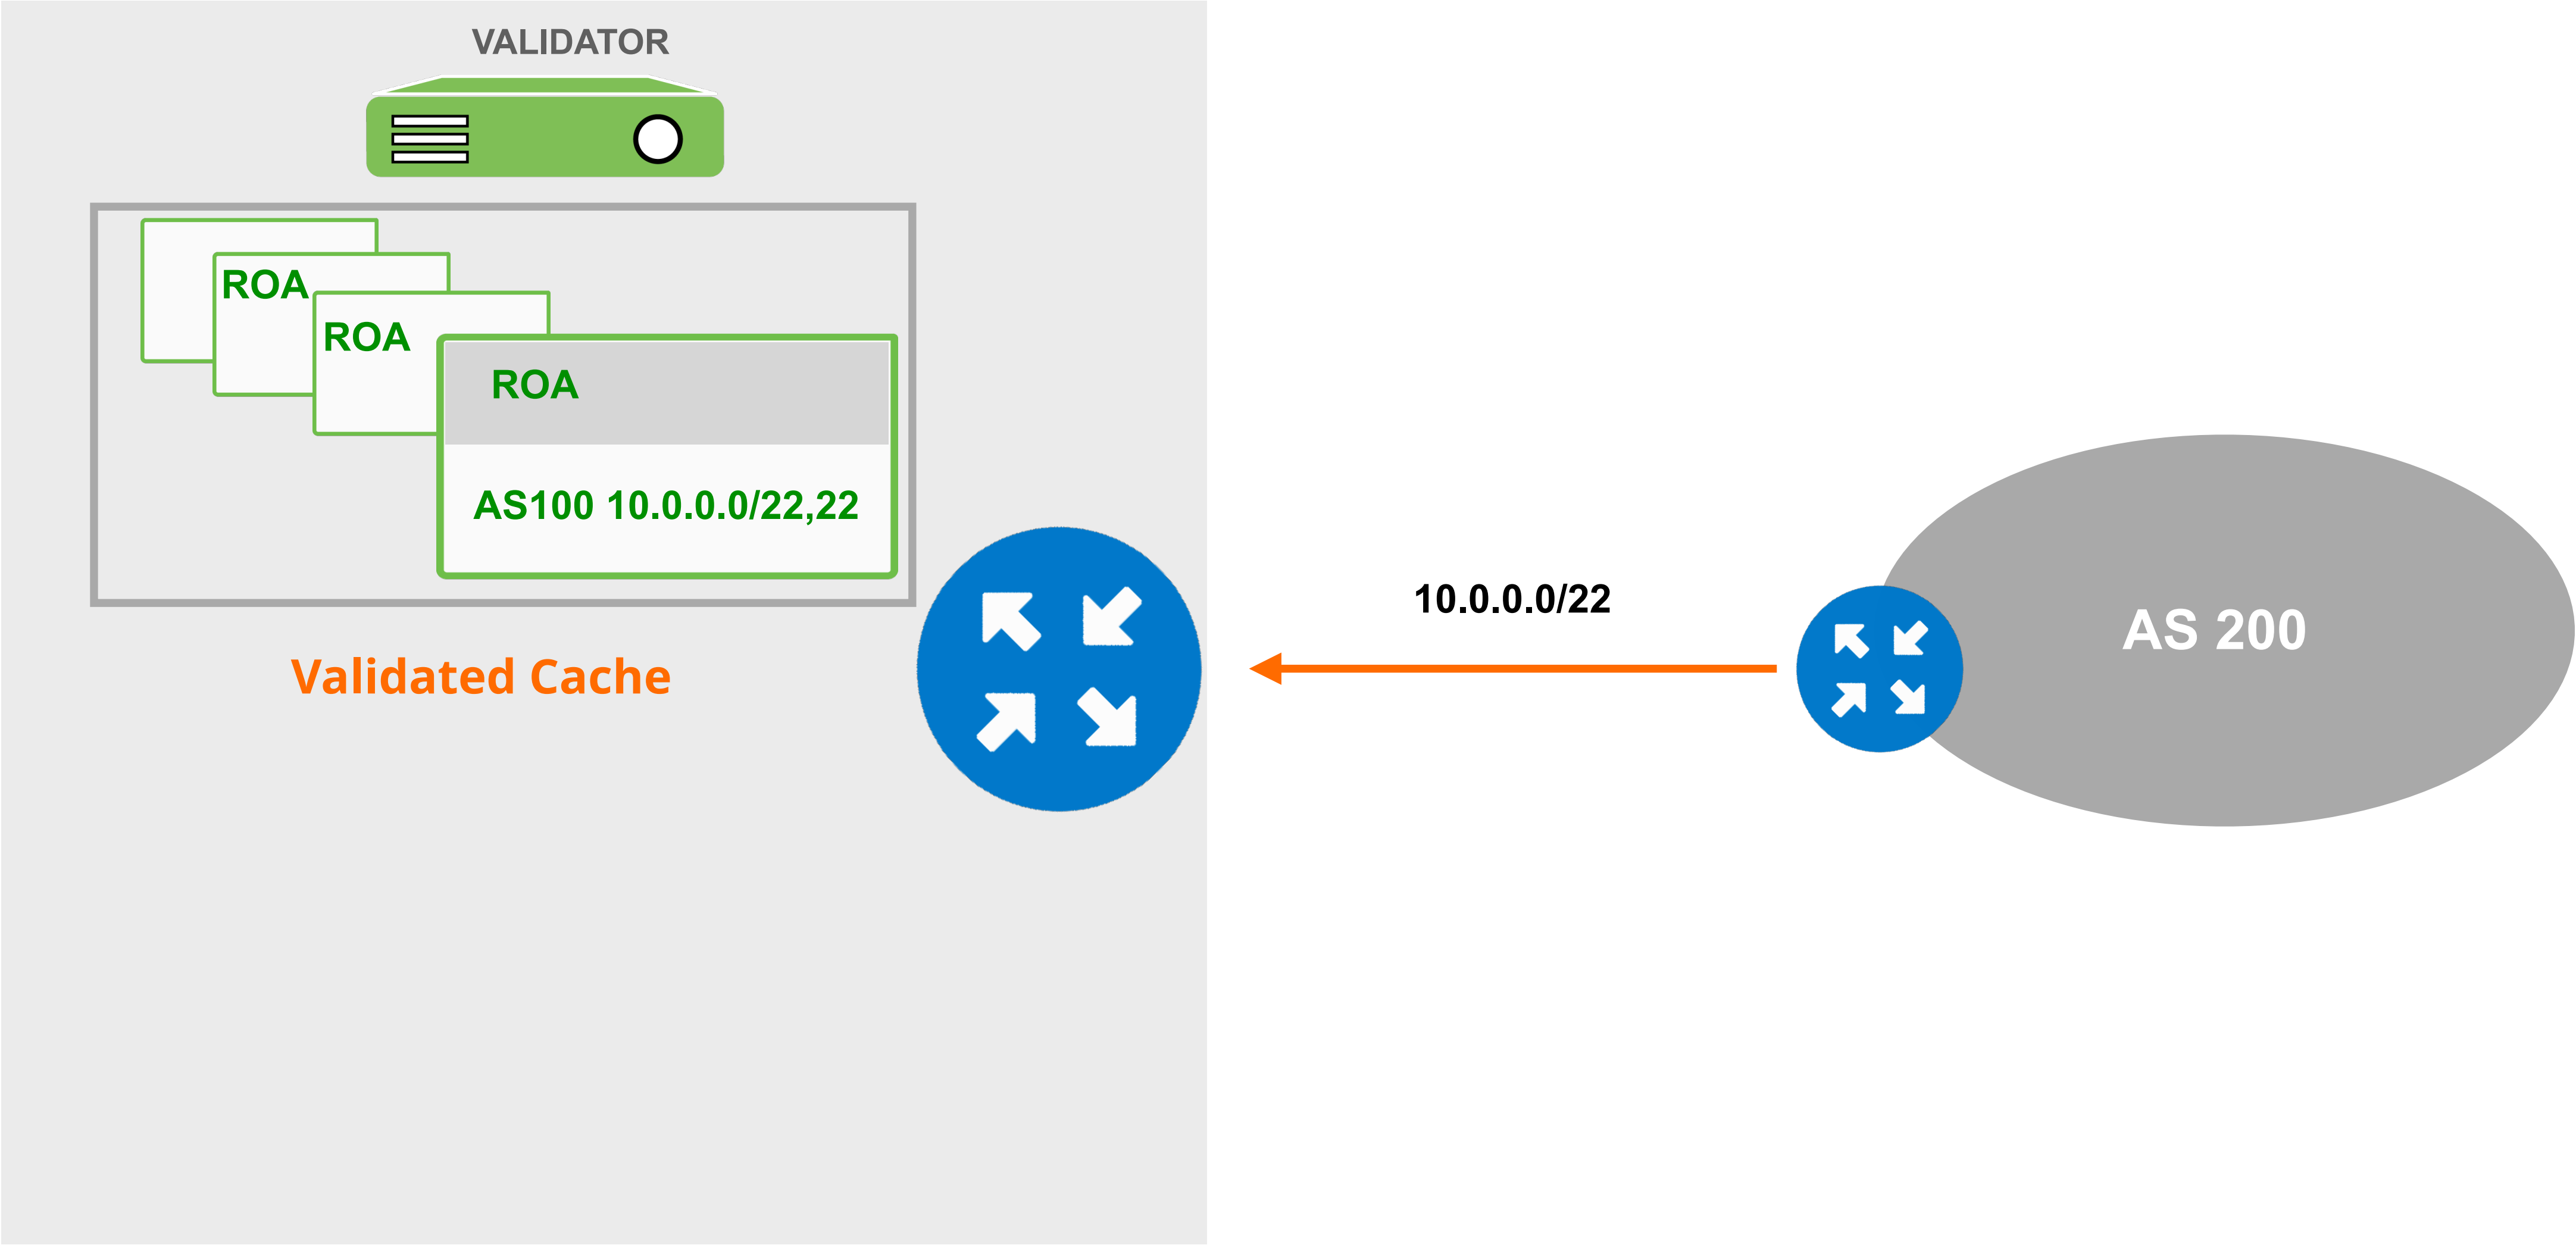 VALIDATOR
ROA
ROA
ROA
AS100 10.0.0.0/22,22
Validated Cache
10.0.0.0/22
AS 200